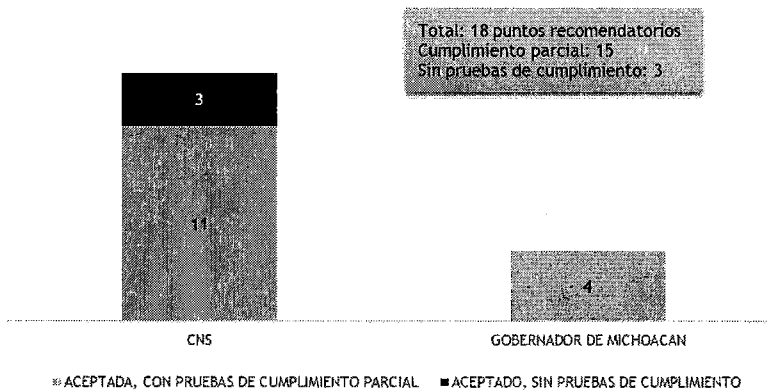 Total: 18 puntos recomendatorios
Cumplimiento parcial: 15
Sin pruebas de cumplimiento: 3
3
11
4
CNS
GOBERNADOR DE MICHOACAN
ACEPTADA, CON PRUEBAS DE CUMPLIMIENTO PARCIAL
ACEPTADO, SIN PRUEBAS DE CUMPLIMIENTO